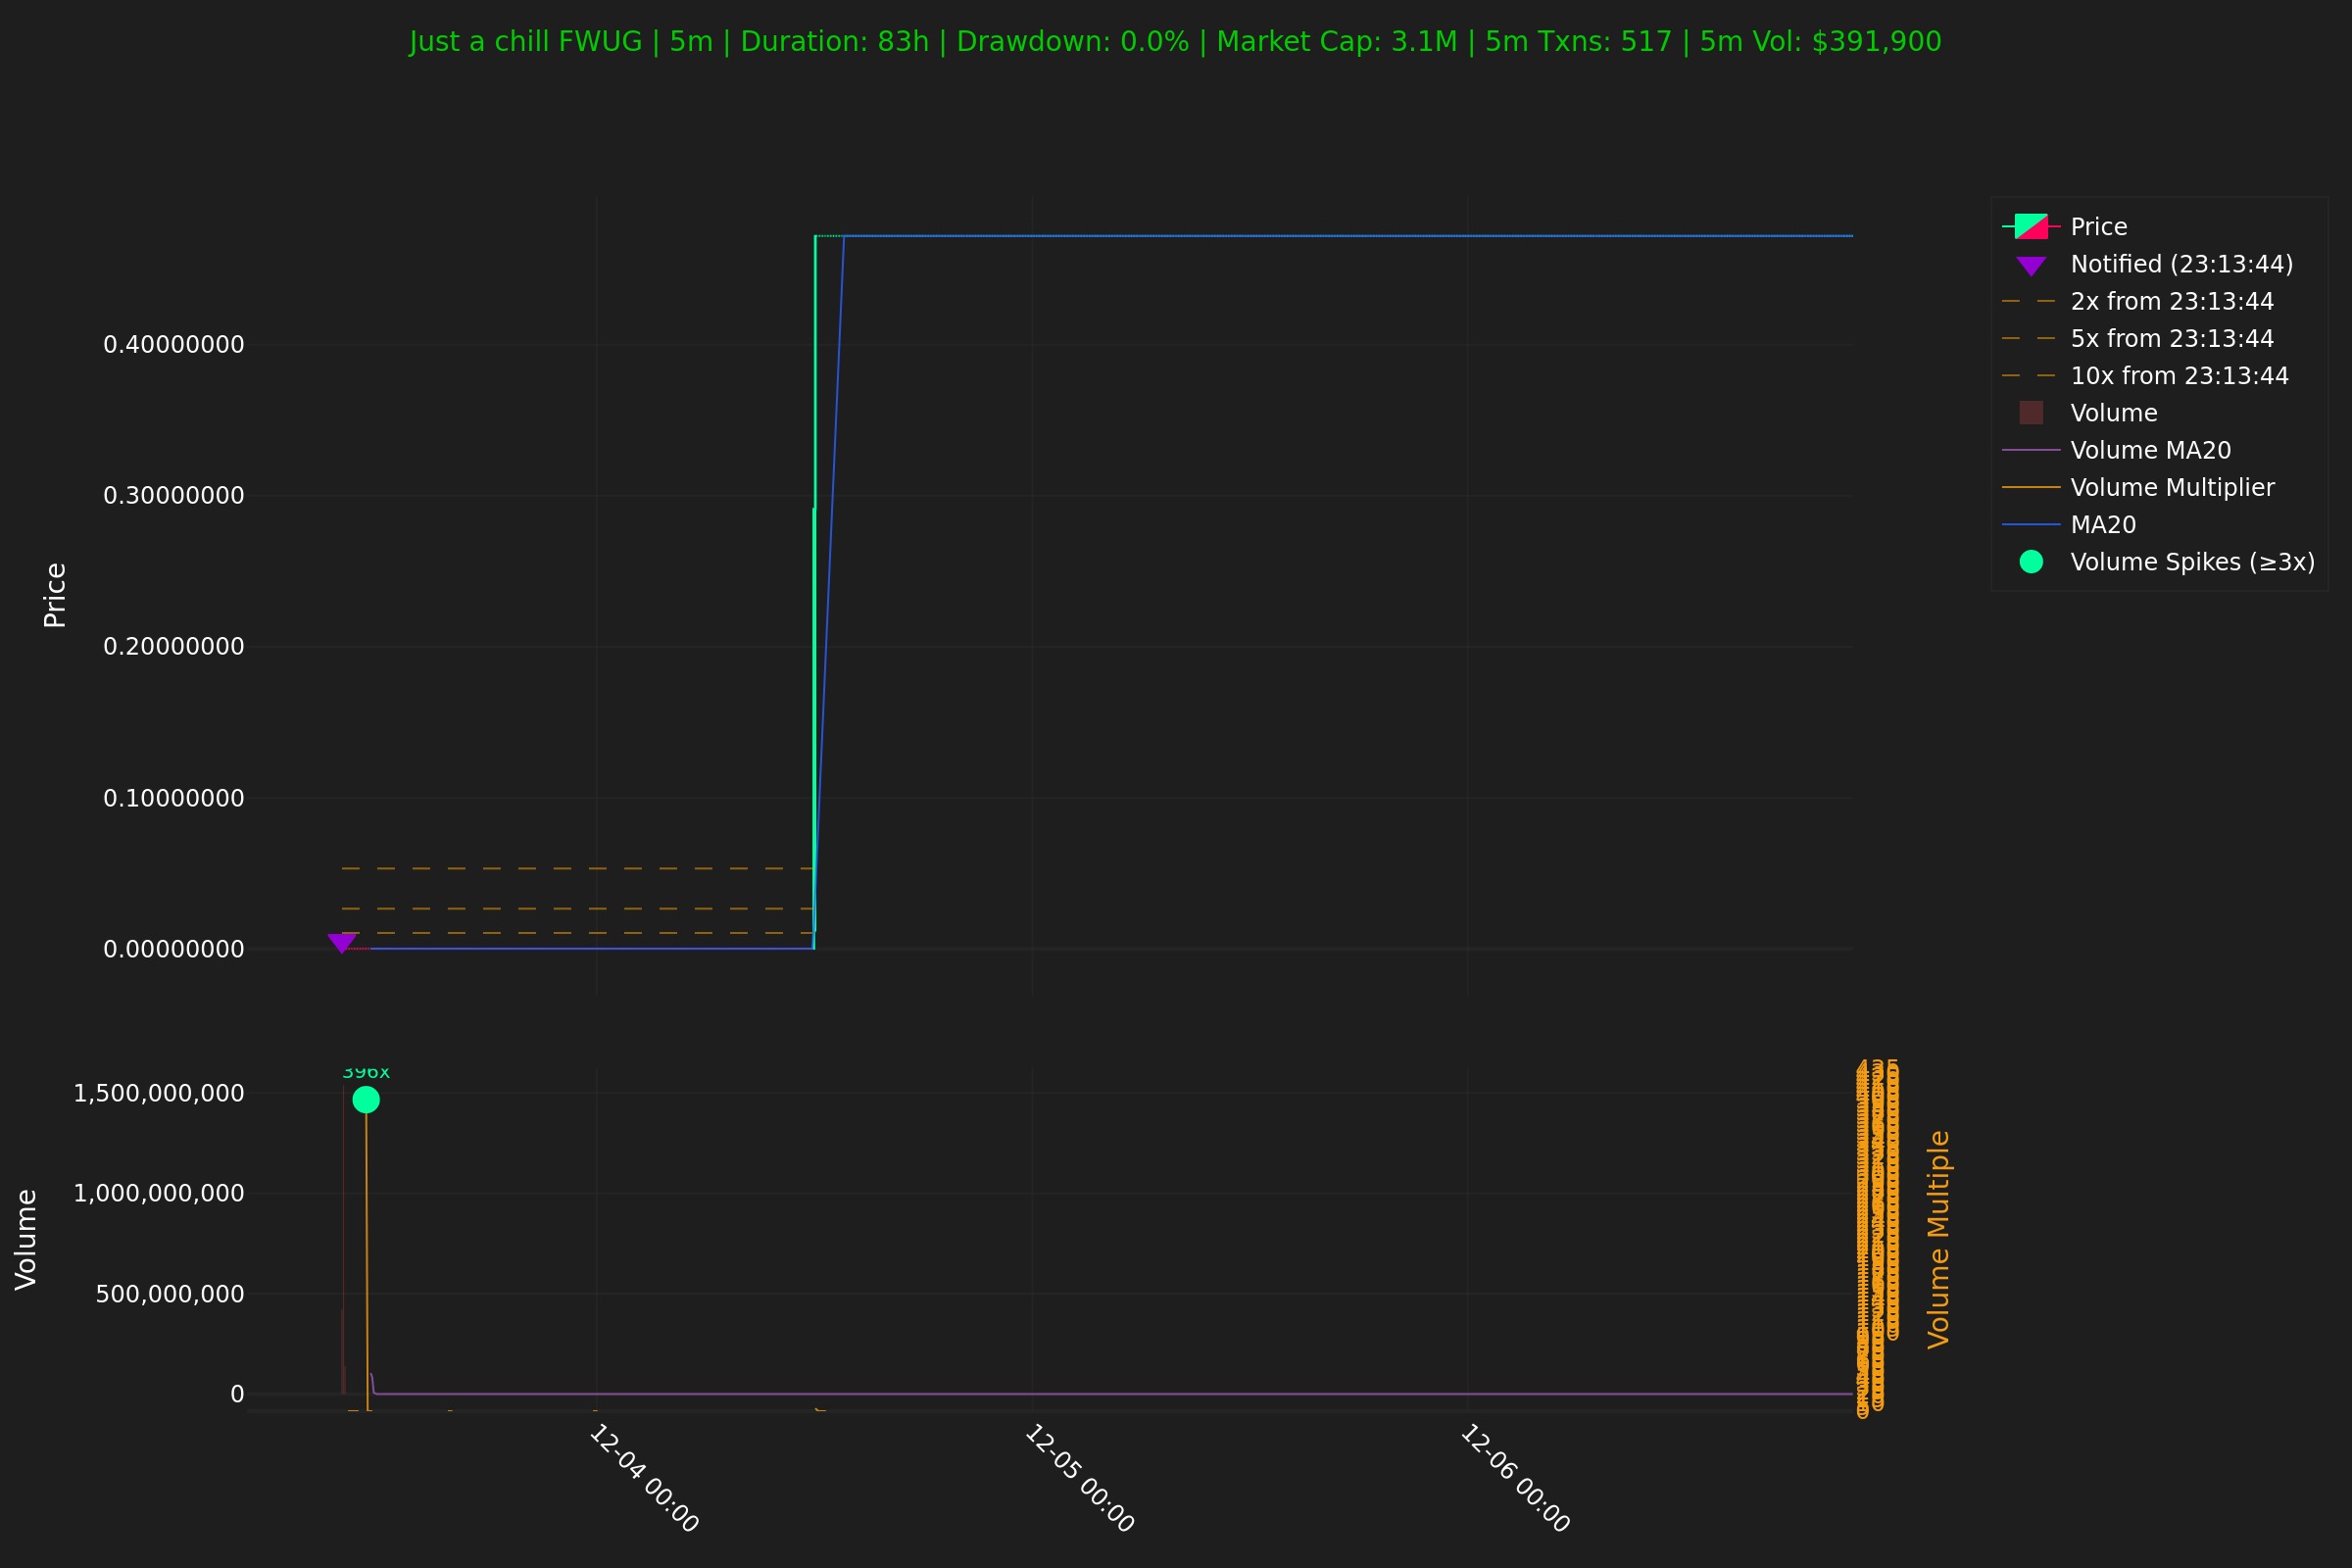 Just a chill FWUG | 5m | Duration: 83h | Drawdown: 0.0% | Market Cap: 3.1M | 5m Txns: 517 | 5m Vol: $391,900
Price
0.40000000
0.30000000
0.20000000
0.10000000
0.00000000
Price
Notified (23:13:44)
2x from 23:13:44
5x from 23:13:44
10x from 23:13:44
Volume
Volume MA20
Volume Multiplier
MA20
Volume Spikes (≥3x)
396x
Volume
1,500,000,000
1,000,000,000
500,000,000
0
Volume Multiple
12-04 00:00
12-05 00:00
12-06 00:00